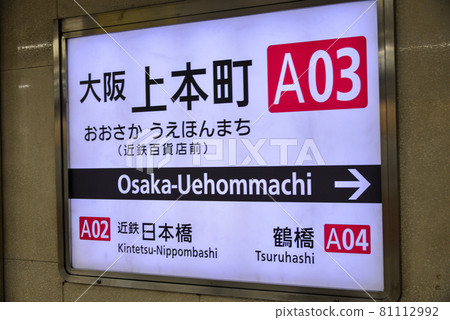 大阪 上本町 A03
おおさか うえほんまち
（近鉄百貨店前）
Osaka-Uehommachi →
A02 近鉄日本橋 鶴橋 A04
Kintetsu-Nippombashi Tsuruhashi
PIXTA
pixta.jp - 81112992